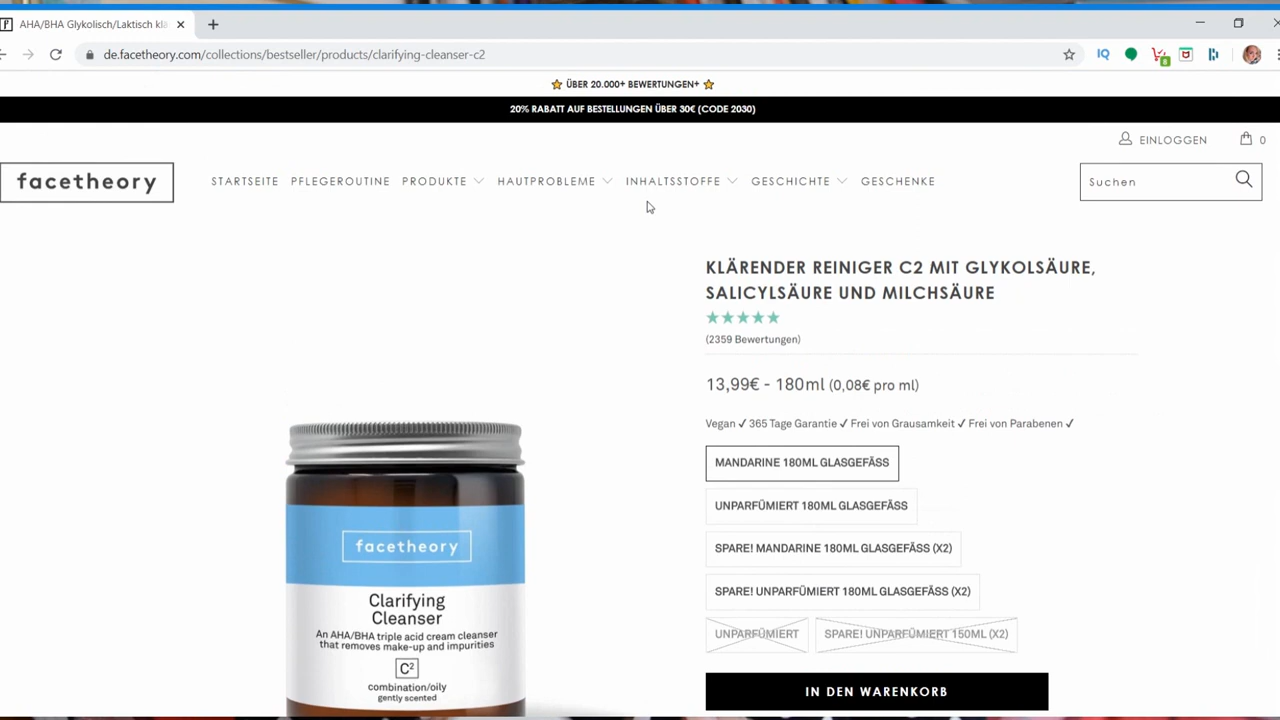 AHA/BHA Glykolisch/Laktisch klä
de.facetheory.com/collections/bestseller/products/clarifying-cleanser-c2
ÜBER 20.000+ BEWERTUNGEN+
20% RABATT AUF BESTELLUNGEN ÜBER 30€ (CODE 2030)
EINLOGGEN 0
facetheory
STARTSEITE PFLEGEROUTINE PRODUKTE HAUTPROBLEME INHALTSSTOFFE GESCHICHTE GESCHENKE
Suchen
KLÄRENDER REINIGER C2 MIT GLYKOLSÄURE,
SALICYLSÄURE UND MILCHSÄURE
(2359 Bewertungen)
13,99€ - 180ml (0,08€ pro ml)
Vegan ✓ 365 Tage Garantie ✓ Frei von Grausamkeit ✓ Frei von Parabenen ✓
MANDARINE 180ML GLASGEFÄSS
UNPARFÜMIERT 180ML GLASGEFÄSS
SPARE! MANDARINE 180ML GLASGEFÄSS (X2)
SPARE! UNPARFÜMIERT 180ML GLASGEFÄSS (X2)
UNPARFÜMIERT SPARE! UNPARFÜMIERT 150ML (X2)
IN DEN WARENKORB
facetheory
Clarifying
Cleanser
An AHA/BHA triple acid cream cleanser
that removes make-up and impurities
C²
combination/oily
gently scented